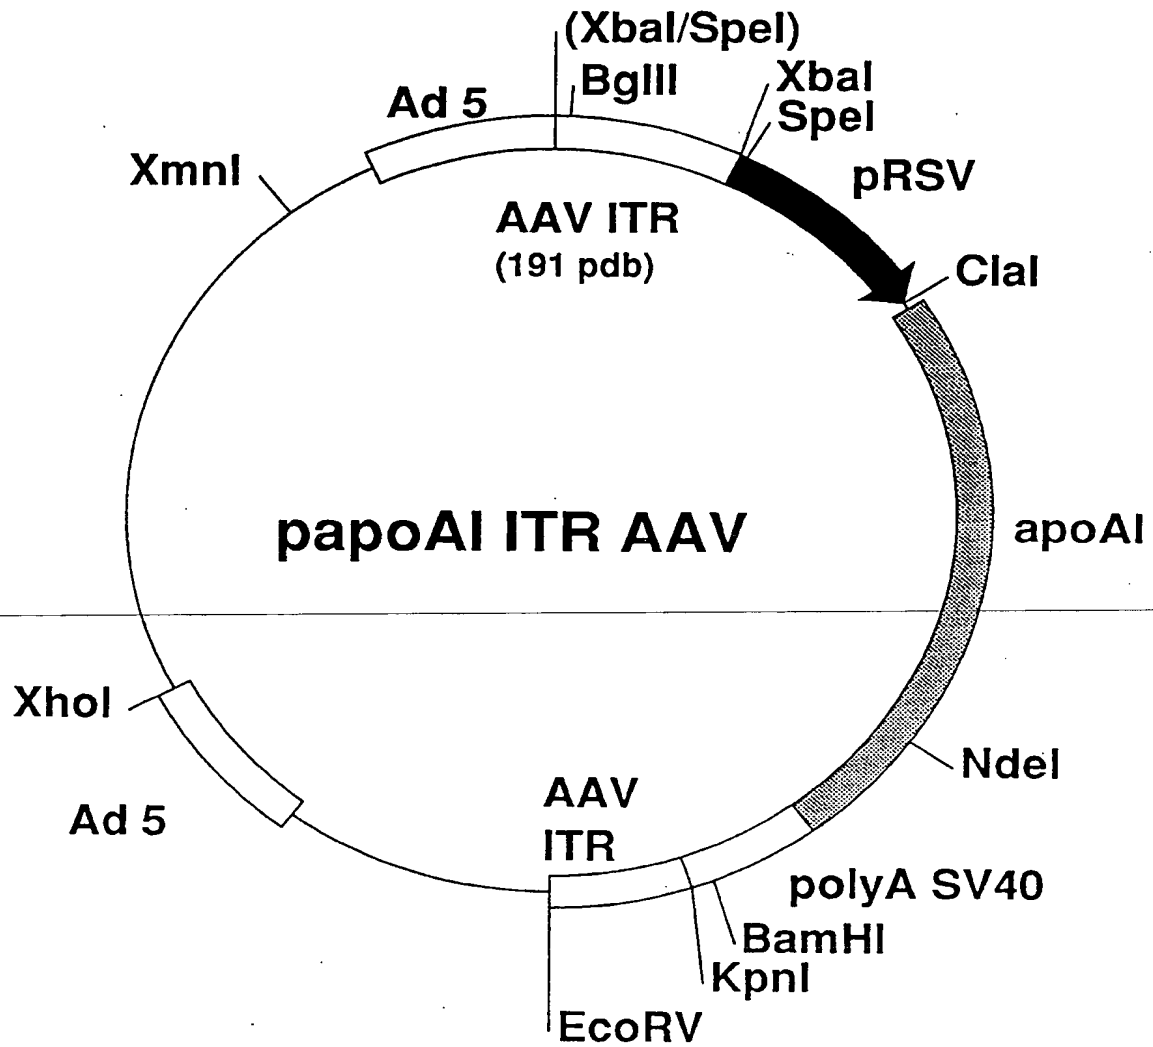 (XbaI/SpeI)
BglII
Ad 5
XbaI
SpeI
XmnI
pRSV
AAV ITR
(191 pdb)
ClaI
papoAI ITR AAV
apoAI
XhoI
NdeI
AAV
ITR
Ad 5
polyA SV40
BamHI
KpnI
EcoRV